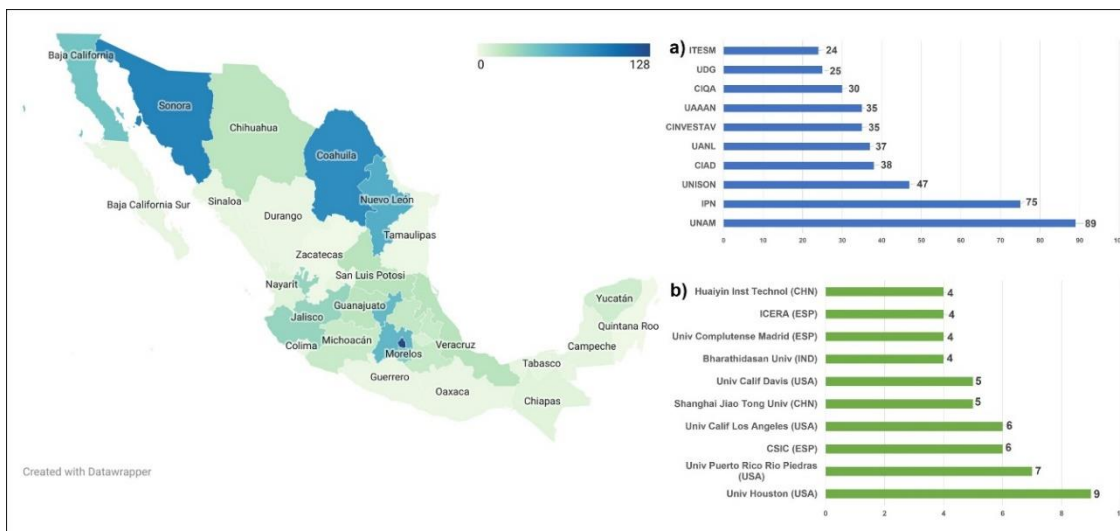 Baja California
Sonora
Chihuahua
Coahuila
Nuevo León
Baja California Sur
Sinaloa
Durango
Tamaulipas
Zacatecas
San Luis Potosi
Nayarit
Guanajuato
Jalisco
Yucatán
Quintana Roo
Colima
Michoacán
Veracruz
Campeche
Morelos
Tabasco
Guerrero
Oaxaca
Chiapas
0 128
Created with Datawrapper
a)
ITESM 24
UDG 25
CIQA 30
UAAAN 35
CINVESTAV 35
UANL 37
CIAD 38
UNISON 47
IPN 75
UNAM 89
0 10 20 30 40 50 60 70 80 90
b)
Huaiyin Inst Technol (CHN) 4
ICERA (ESP) 4
Univ Complutense Madrid (ESP) 4
Bharathidasan Univ (IND) 4
Univ Calif Davis (USA) 5
Shanghai Jiao Tong Univ (CHN) 5
Univ Calif Los Angeles (USA) 6
CSIC (ESP) 6
Univ Puerto Rico Rio Piedras
(USA) 7
Univ Houston (USA) 9
0 1 2 3 4 5 6 7 8 9